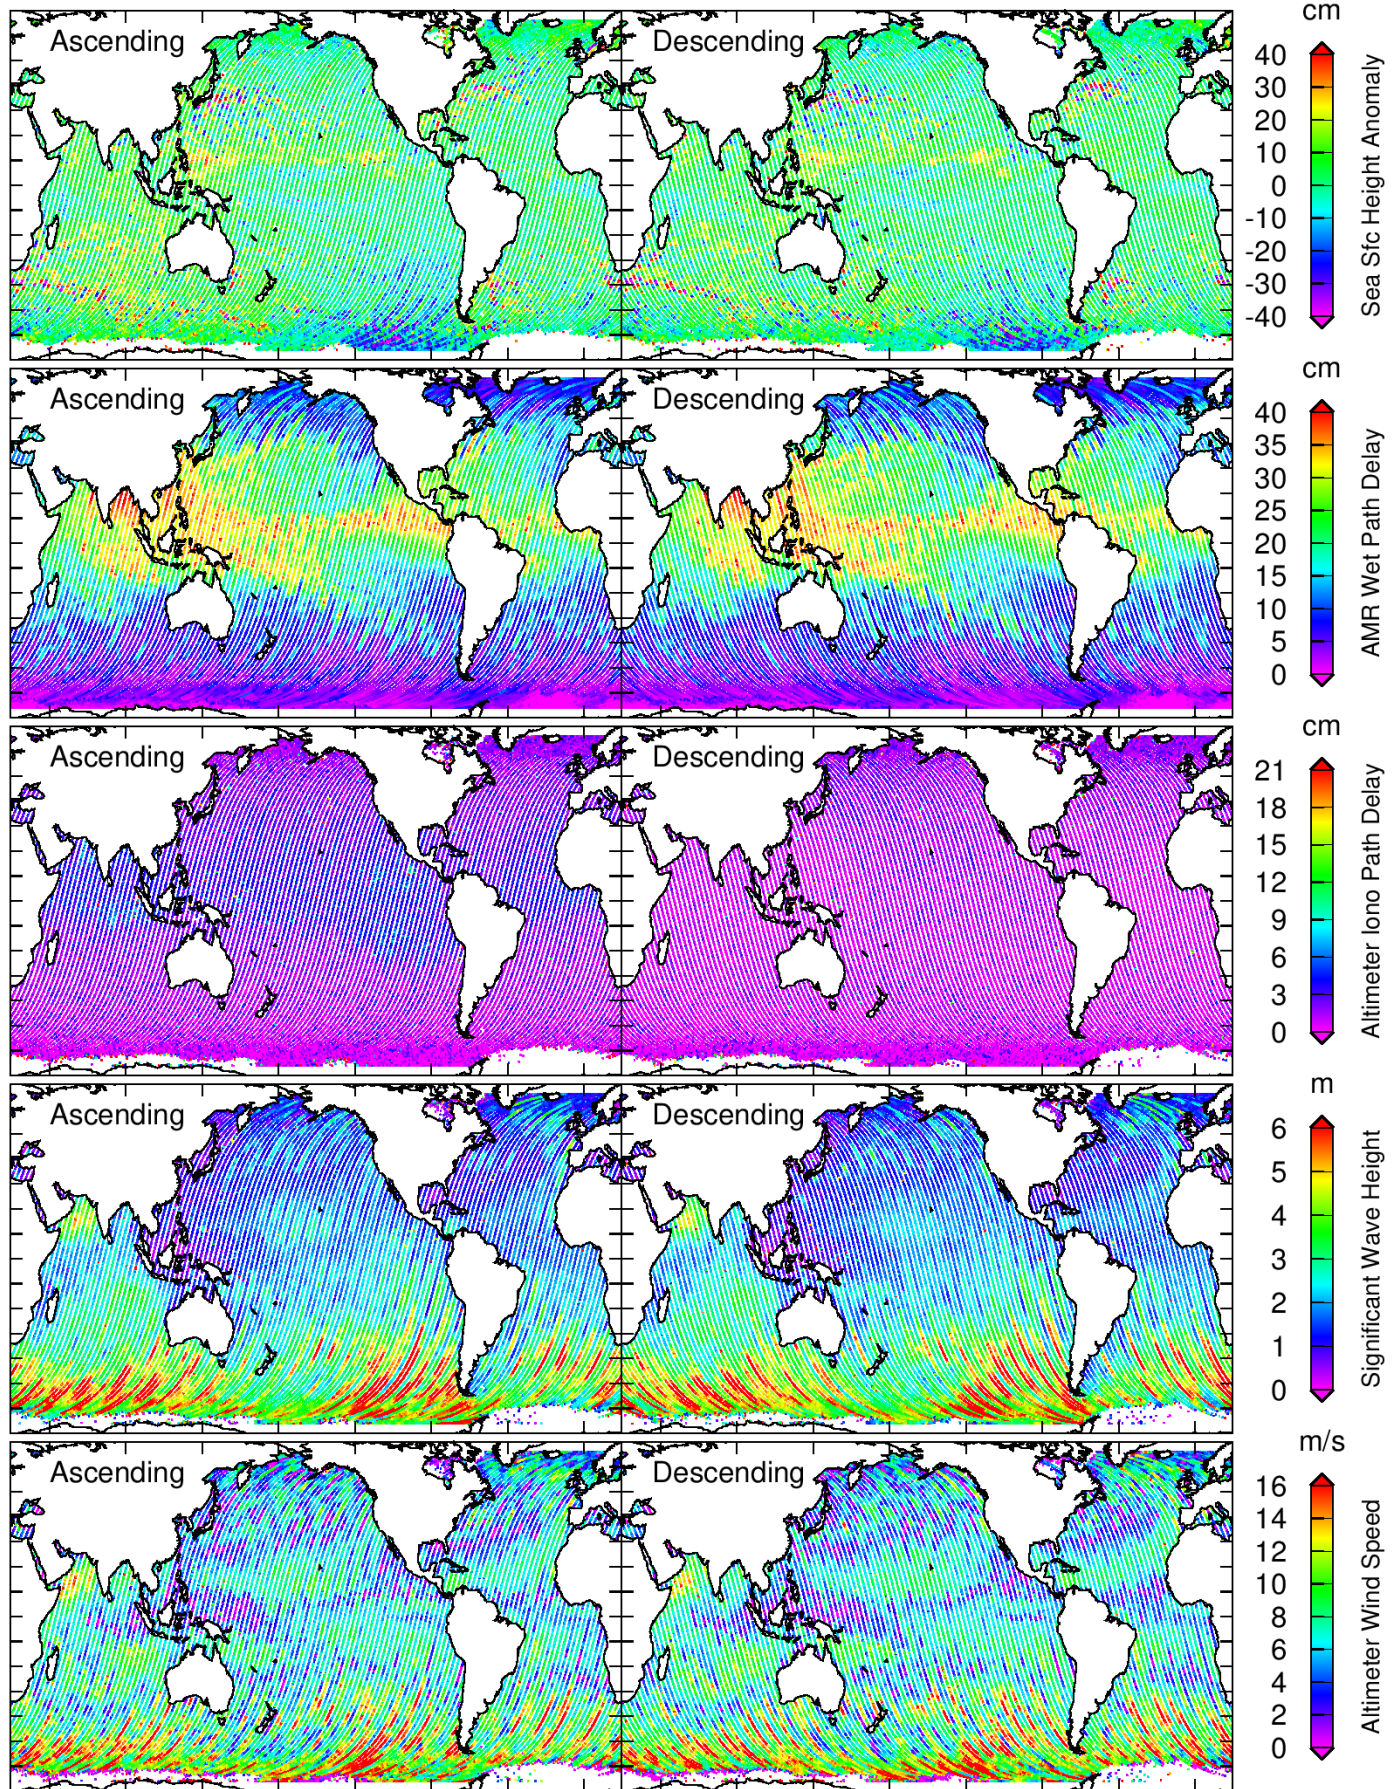 cm
Ascending
Descending
40
30
20
10
0
-10
-20
-30
-40
Sea Sfc Height Anomaly
cm
Ascending
Descending
40
35
30
25
20
15
10
5
0
AMR Wet Path Delay
cm
Ascending
Descending
21
18
15
12
9
6
3
0
Altimeter Iono Path Delay
m
Ascending
Descending
6
5
4
3
2
1
0
Significant Wave Height
m/s
Ascending
Descending
16
14
12
10
8
6
4
2
0
Altimeter Wind Speed